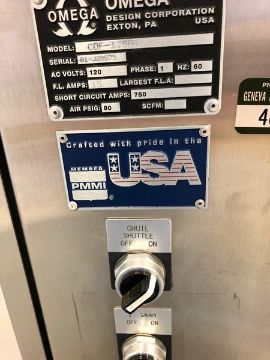 OMEGA
OMEGA
DESIGN CORPORATION
EXTON, PA USA
MODEL:
SERIAL:
AC VOLTS: 120 PHASE: 1 HZ: 60
F.L. AMPS: LARGEST F.L.A:
SHORT CIRCUIT AMPS: 750
AIR PSIG: 80 SCFM:
Crafted with pride in the
MEMBER
PMMI
USA
GENEVA
CHUTE
SHUTTLE
OFF ON
OFF ON